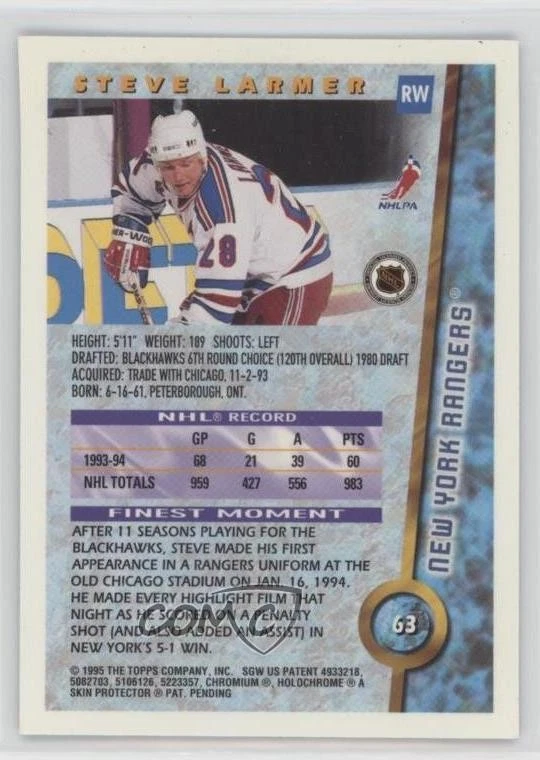 STEVE LARMER
RW
28
NHLPA
HEIGHT: 5'11" WEIGHT: 189 SHOOTS: LEFT
DRAFTED: BLACKHAWKS 6TH ROUND CHOICE (120TH OVERALL) 1980 DRAFT
ACQUIRED: TRADE WITH CHICAGO, 11-2-93
BORN: 6-16-61, PETERBOROUGH, ONT.
NHL® RECORD
GP G A PTS
1993-94 68 21 39 60
NHL TOTALS 959 427 556 983
FINEST MOMENT
AFTER 11 SEASONS PLAYING FOR THE
BLACKHAWKS, STEVE MADE HIS FIRST
APPEARANCE IN A RANGERS UNIFORM AT THE
OLD CHICAGO STADIUM ON JAN. 16, 1994.
HE MADE EVERY HIGHLIGHT FILM THAT
NIGHT AS HE SCORED ON A PENALTY
SHOT (AND ALSO ADDED AN ASSIST) IN
NEW YORK'S 5-1 WIN.
COMC
© 1995 THE TOPPS COMPANY, INC. SGW US PATENT 4933218,
5082703, 5106126, 5223357, CHROMIUM ®, HOLOCHROME ® A
SKIN PROTECTOR ® PAT. PENDING
NEW YORK RANGERS®
63